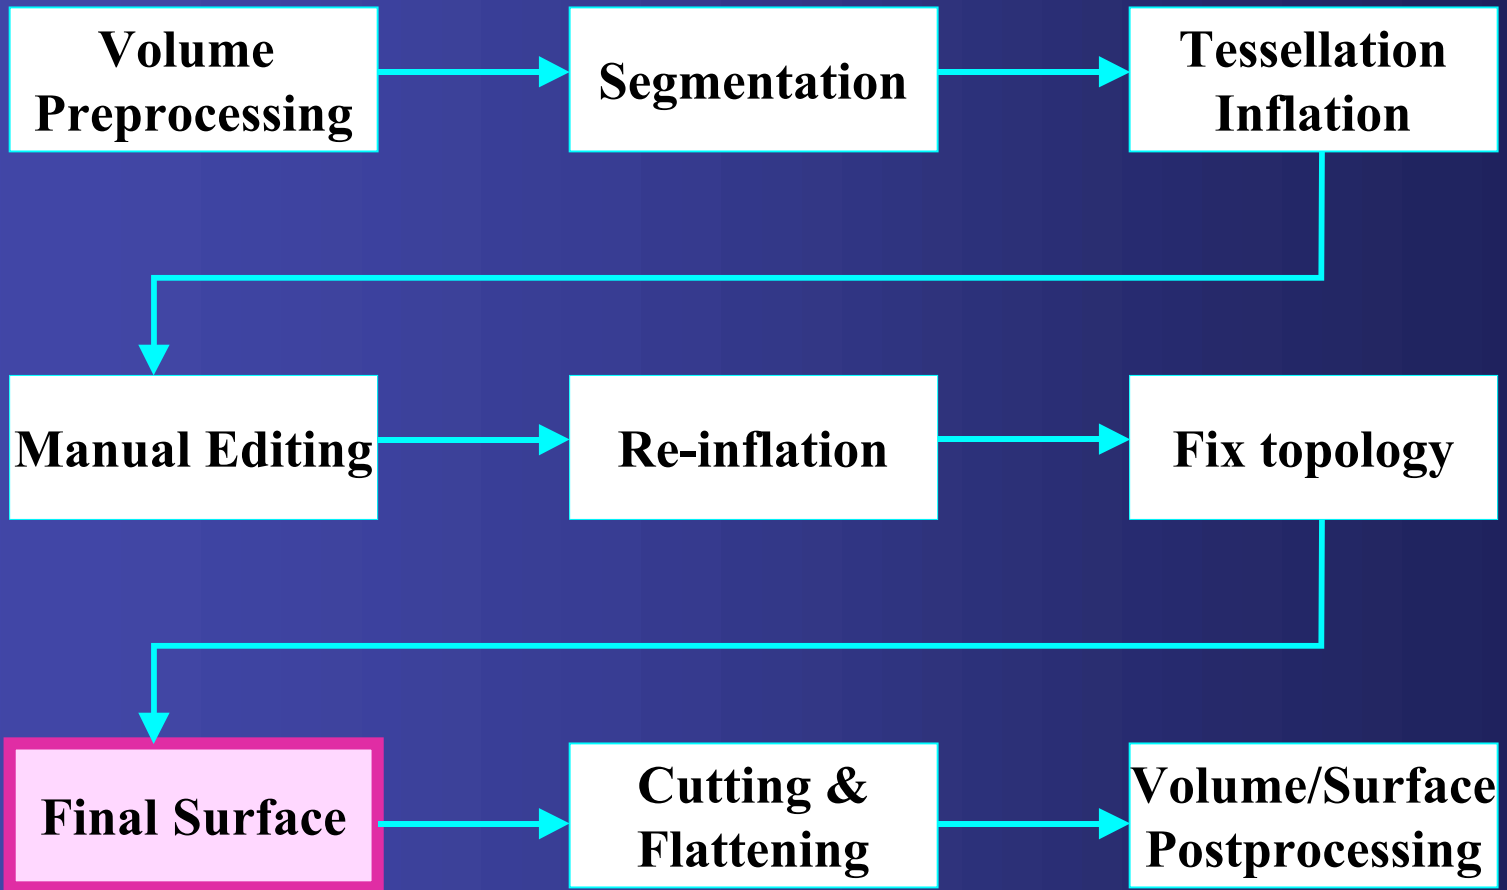 Volume
Preprocessing
Segmentation
Tessellation
Inflation
Manual Editing
Re-inflation
Fix topology
Final Surface
Cutting &
Flattening
Volume/Surface
Postprocessing